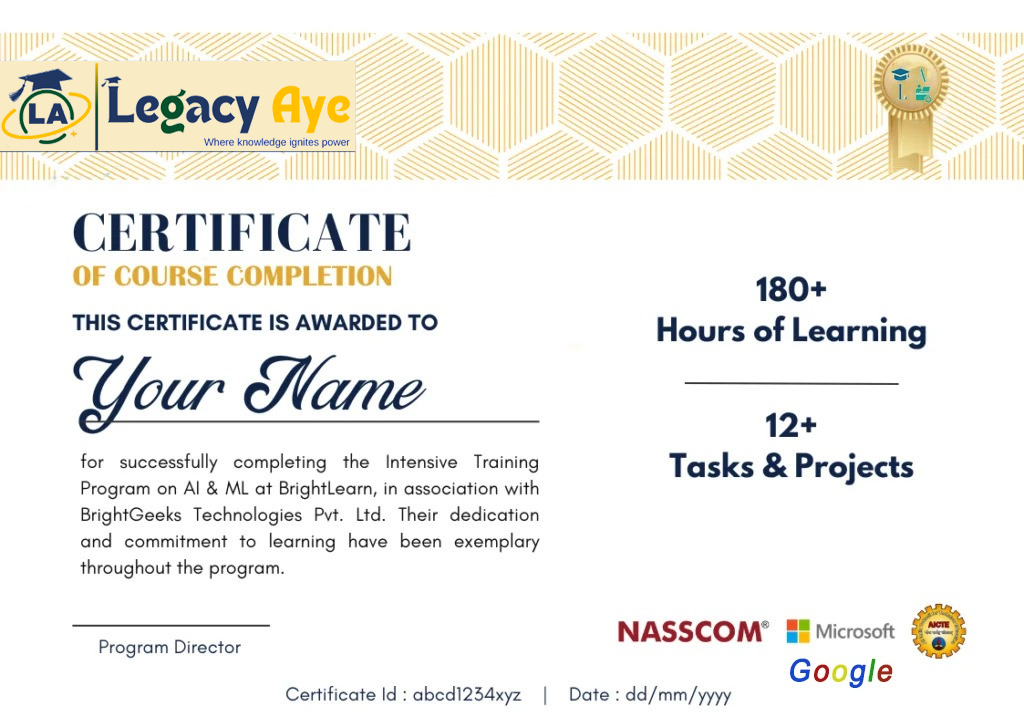 LA
Legacy Aye
Where knowledge ignites power
L A
CERTIFICATE
OF COURSE COMPLETION
THIS CERTIFICATE IS AWARDED TO
Your Name
for successfully completing the Intensive Training
Program on AI & ML at BrightLearn, in association with
BrightGeeks Technologies Pvt. Ltd. Their dedication
and commitment to learning have been exemplary
throughout the program.
180+
Hours of Learning
12+
Tasks & Projects
Program Director
NASSCOM®
Microsoft
AICTE
Google
Certificate Id : abcd1234xyz | Date : dd/mm/yyyy